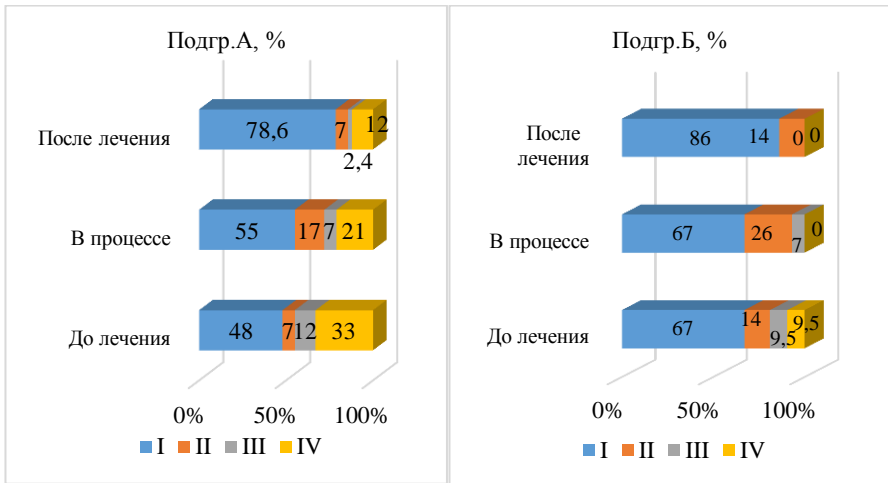 Подгр.А, %
После лечения
78,6 7 12
2,4
В процессе
55 17 7 21
До лечения
48 7 12 33
0% 50% 100%
I II III IV
Подгр.Б, %
После
лечения
86 14 0 0
В процессе
67 26 7 0
До лечения
67 14 9,5 9,5
0% 50% 100%
I II III IV